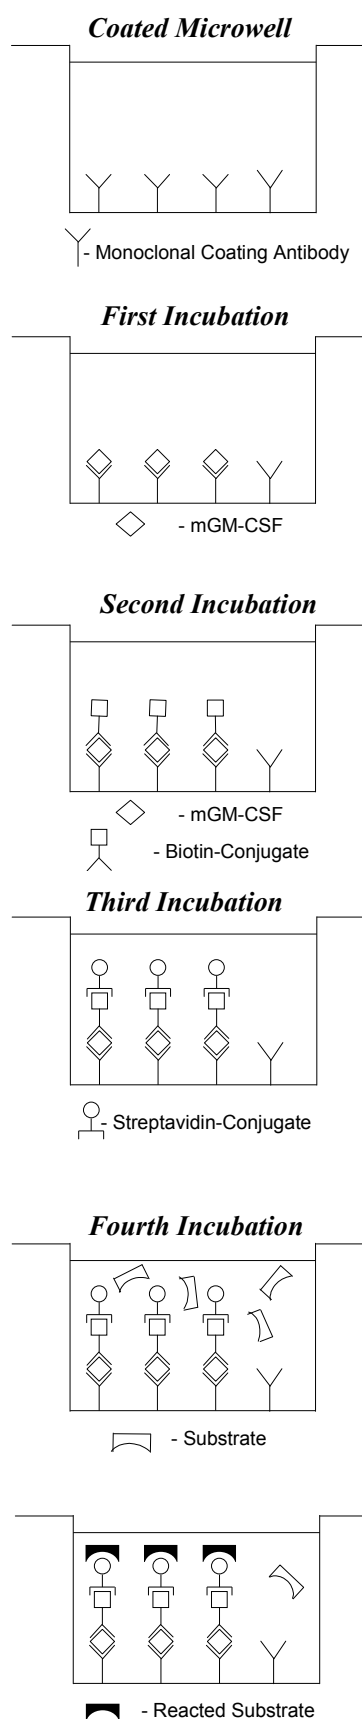 Coated Microwell
- Monoclonal Coating Antibody
First Incubation
- mGM-CSF
Second Incubation
- mGM-CSF
- Biotin-Conjugate
Third Incubation
- Streptavidin-Conjugate
Fourth Incubation
- Substrate
- Reacted Substrate